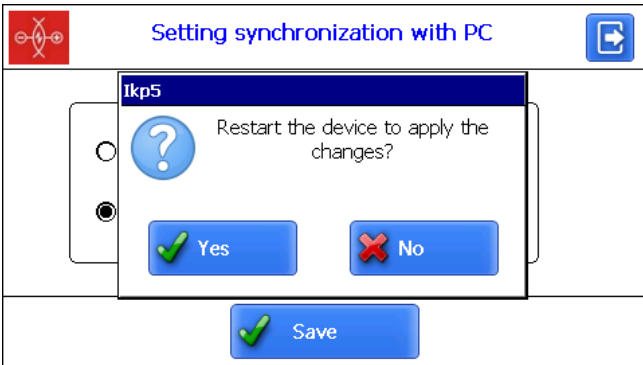 Setting synchronization with PC
Ikp5
Restart the device to apply the
changes?
Yes
No
Save